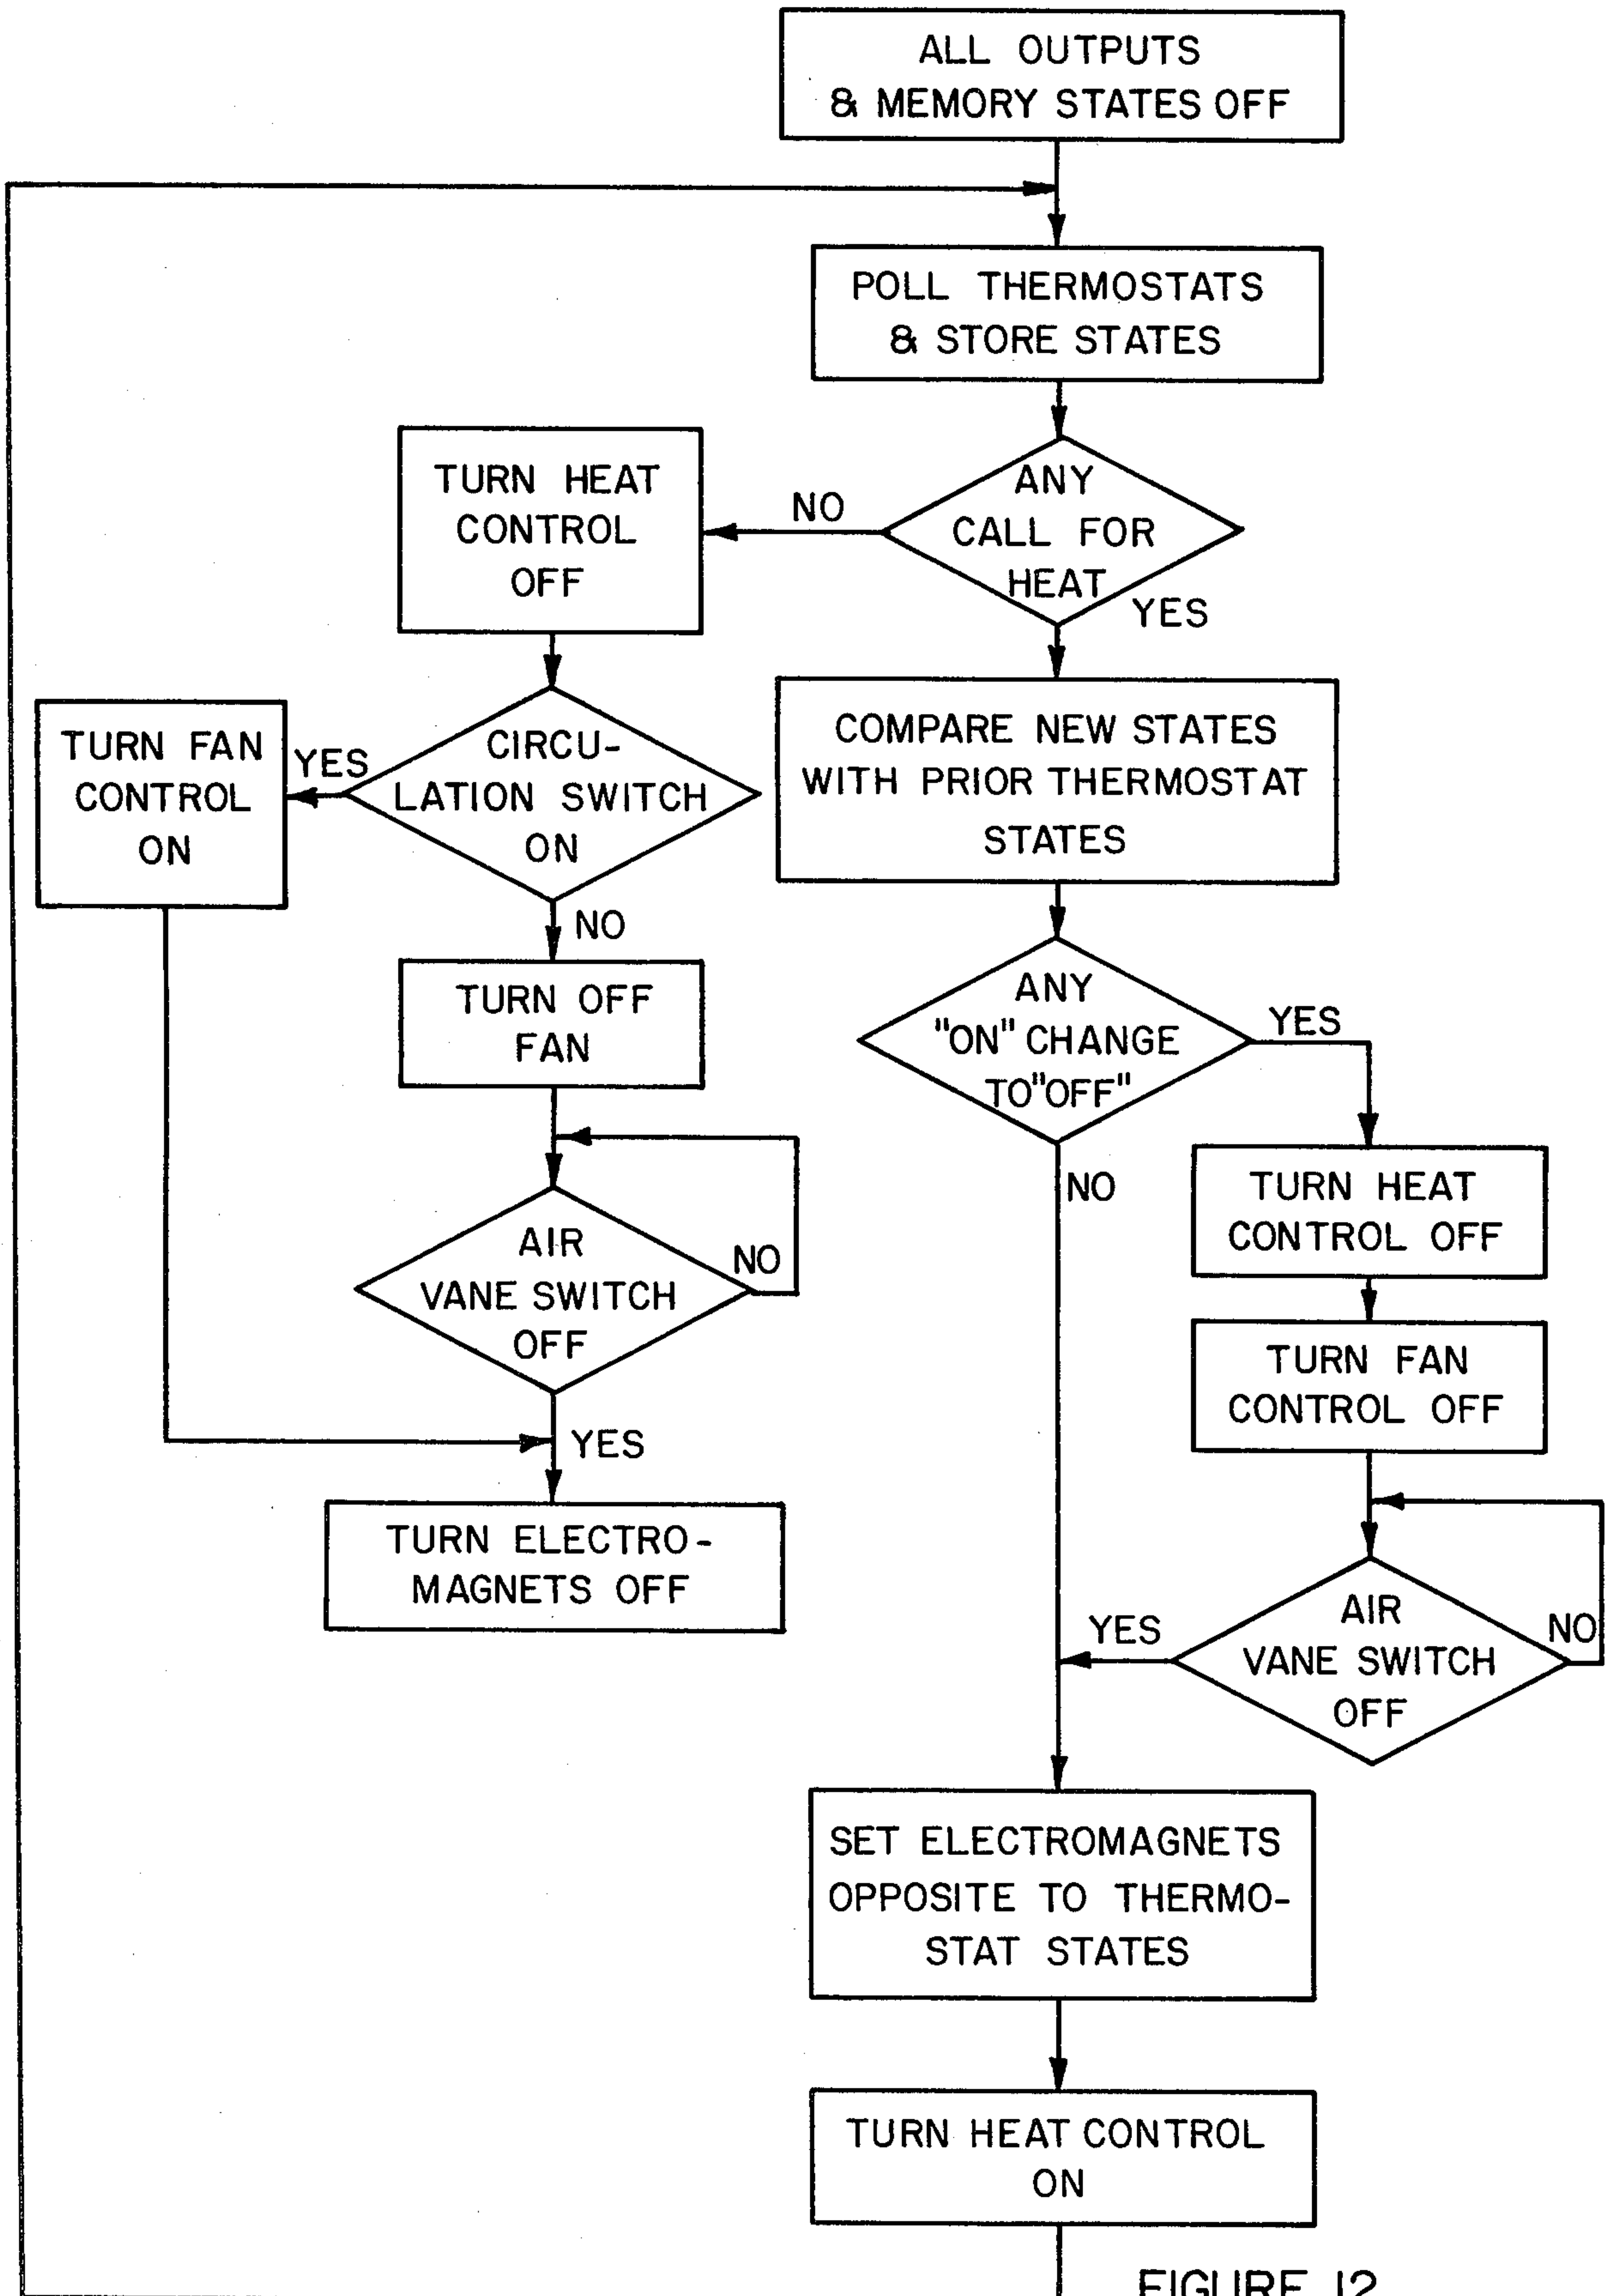 ALL OUTPUTS
& MEMORY STATES OFF
POLL THERMOSTATS
& STORE STATES
ANY
CALL FOR
HEAT
NO
YES
TURN HEAT
CONTROL
OFF
CIRCU-
LATION SWITCH
ON
YES
NO
TURN FAN
CONTROL
ON
TURN OFF
FAN
AIR
VANE SWITCH
OFF
NO
YES
TURN ELECTRO-
MAGNETS OFF
COMPARE NEW STATES
WITH PRIOR THERMOSTAT
STATES
ANY
"ON" CHANGE
TO "OFF"
YES
NO
TURN HEAT
CONTROL OFF
TURN FAN
CONTROL OFF
AIR
VANE SWITCH
OFF
NO
YES
SET ELECTROMAGNETS
OPPOSITE TO THERMO-
STAT STATES
TURN HEAT CONTROL
ON
FIGURE 12